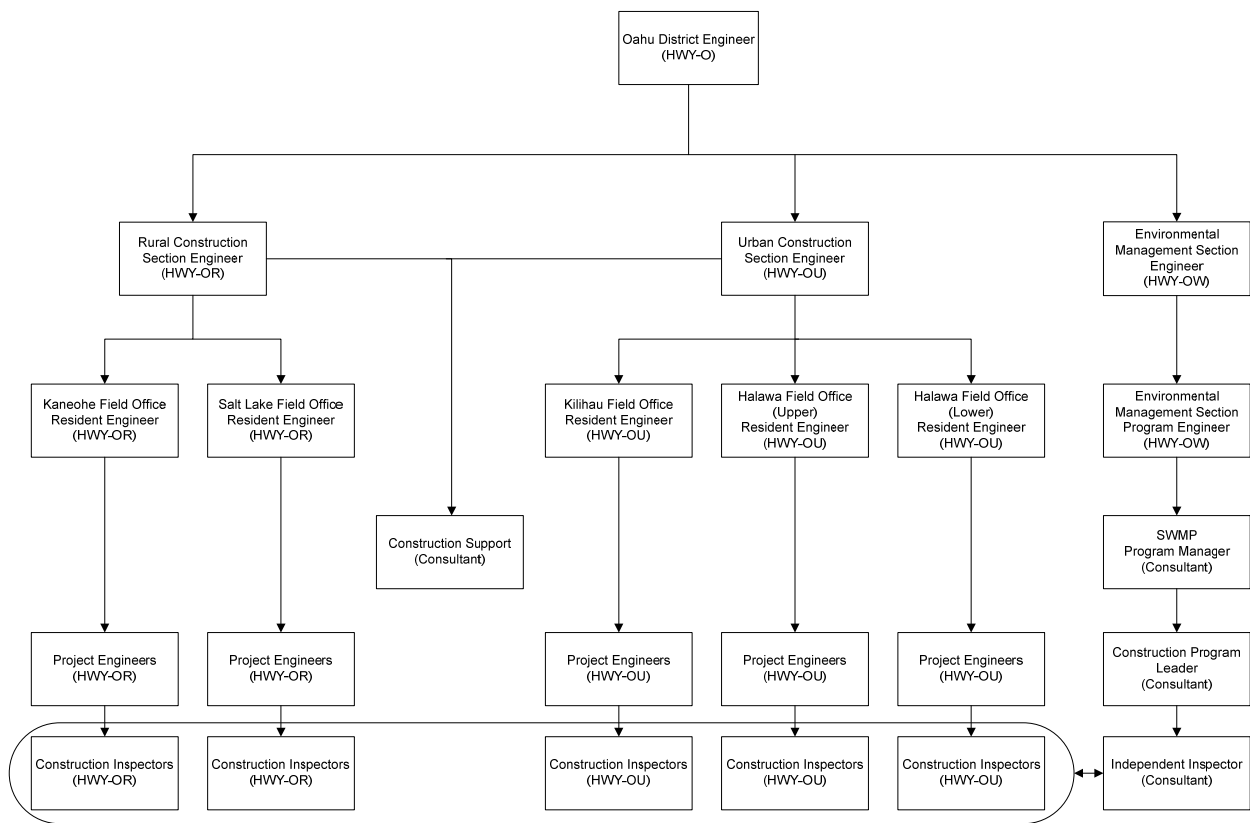 Oahu District Engineer
(HWY-O)
Rural Construction
Section Engineer
(HWY-OR)
Urban Construction
Section Engineer
(HWY-OU)
Environmental
Management Section
Engineer
(HWY-OW)
Kaneohe Field Office
Resident Engineer
(HWY-OR)
Salt Lake Field Office
Resident Engineer
(HWY-OR)
Kilihau Field Office
Resident Engineer
(HWY-OU)
Halawa Field Office
(Upper)
Resident Engineer
(HWY-OU)
Halawa Field Office
(Lower)
Resident Engineer
(HWY-OU)
Environmental
Management Section
Program Engineer
(HWY-OW)
Construction Support
(Consultant)
SWMP
Program Manager
(Consultant)
Project Engineers
(HWY-OR)
Project Engineers
(HWY-OR)
Project Engineers
(HWY-OU)
Project Engineers
(HWY-OU)
Project Engineers
(HWY-OU)
Construction Program
Leader
(Consultant)
Construction Inspectors
(HWY-OR)
Construction Inspectors
(HWY-OR)
Construction Inspectors
(HWY-OU)
Construction Inspectors
(HWY-OU)
Construction Inspectors
(HWY-OU)
Independent Inspector
(Consultant)